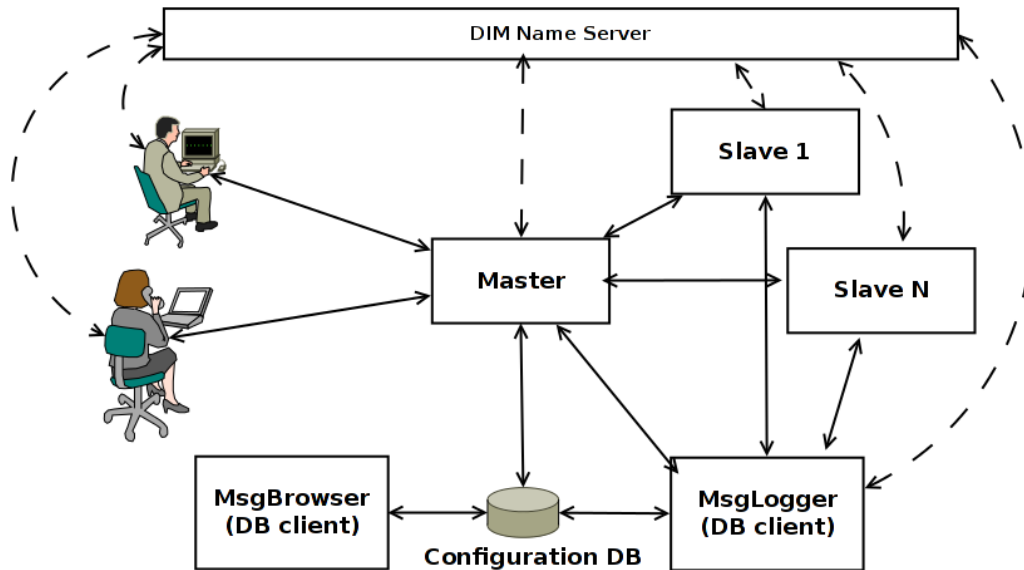 DIM Name Server
Slave 1
Master
Slave N
MsgBrowser
(DB client)
MsgLogger
(DB client)
Configuration DB